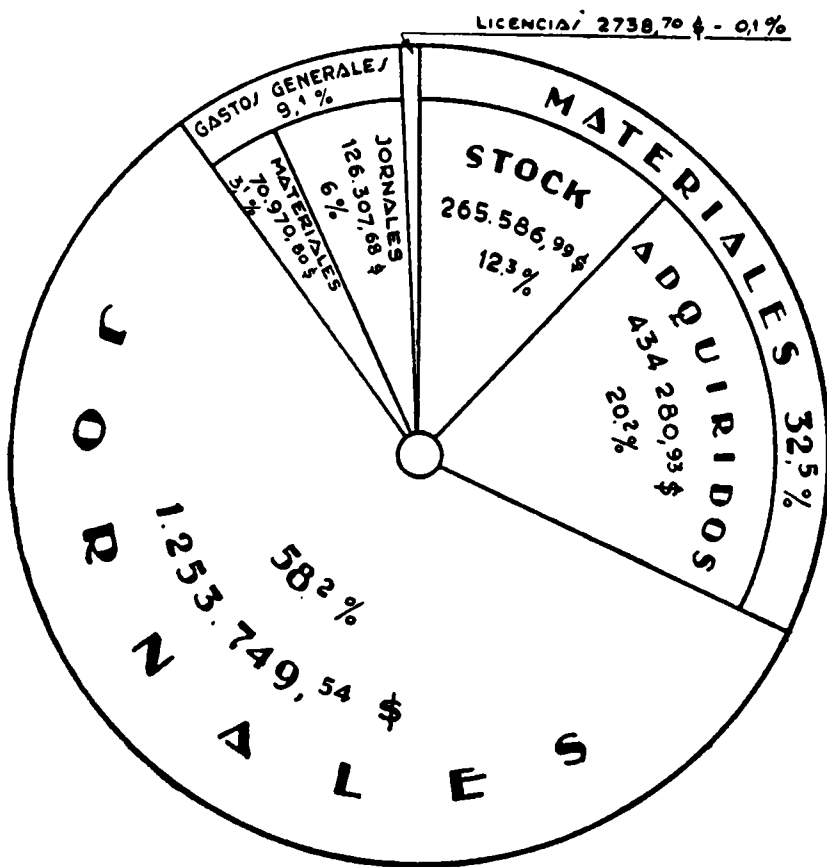 LICENCIAS 2738,70 $ - 0,1 %
GASTOS GENERALES
9,1 %
MATERIALES
70.970,80 $
3,1 %
JORNALES
126.307,68 $
6 %
MATERIALES 32,5 %
STOCK
265.586,99 $
12,3 %
ADQUIRIDOS
434 280,93 $
20,2 %
JORNALES
1.253.749,54 $
58,2 %